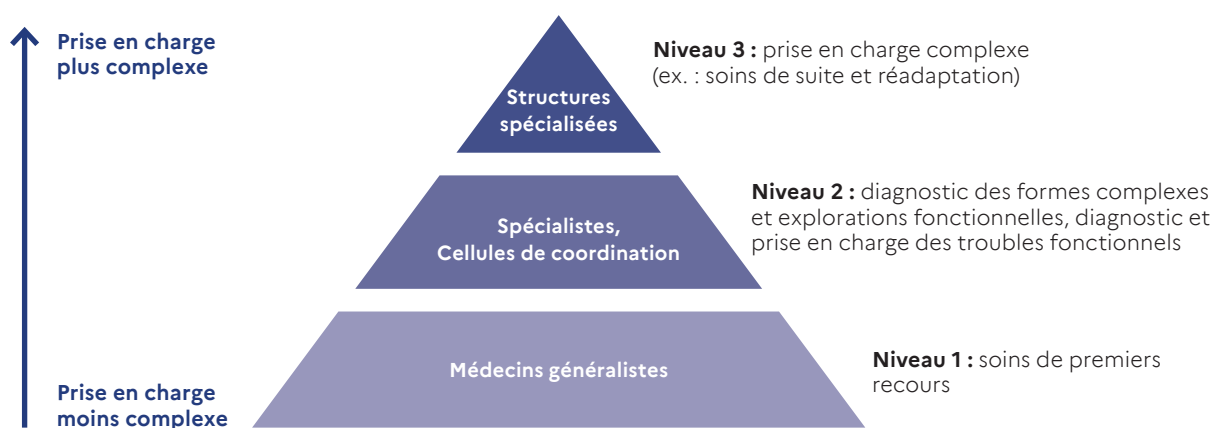 Prise en charge
plus complexe
Niveau 3 : prise en charge complexe
(ex. : soins de suite et réadaptation)
Structures
spécialisées
Niveau 2 : diagnostic des formes complexes
et explorations fonctionnelles, diagnostic et
prise en charge des troubles fonctionnels
Spécialistes,
Cellules de coordination
Médecins généralistes
Niveau 1 : soins de premiers
recours
Prise en charge
moins complexe